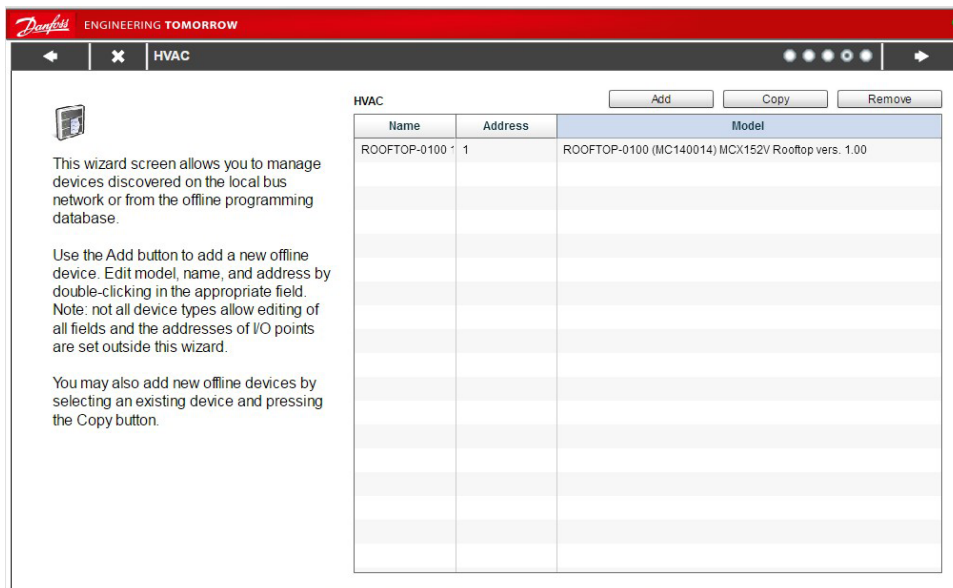 Danfoss ENGINEERING TOMORROW
HVAC
HVAC
Add Copy Remove
Name Address Model
ROOFTOP-0100 1 1 ROOFTOP-0100 (MC140014) MCX152V Rooftop vers. 1.00
This wizard screen allows you to manage
devices discovered on the local bus
network or from the offline programming
database.
Use the Add button to add a new offline
device. Edit model, name, and address by
double-clicking in the appropriate field.
Note: not all device types allow editing of
all fields and the addresses of I/O points
are set outside this wizard.
You may also add new offline devices by
selecting an existing device and pressing
the Copy button.